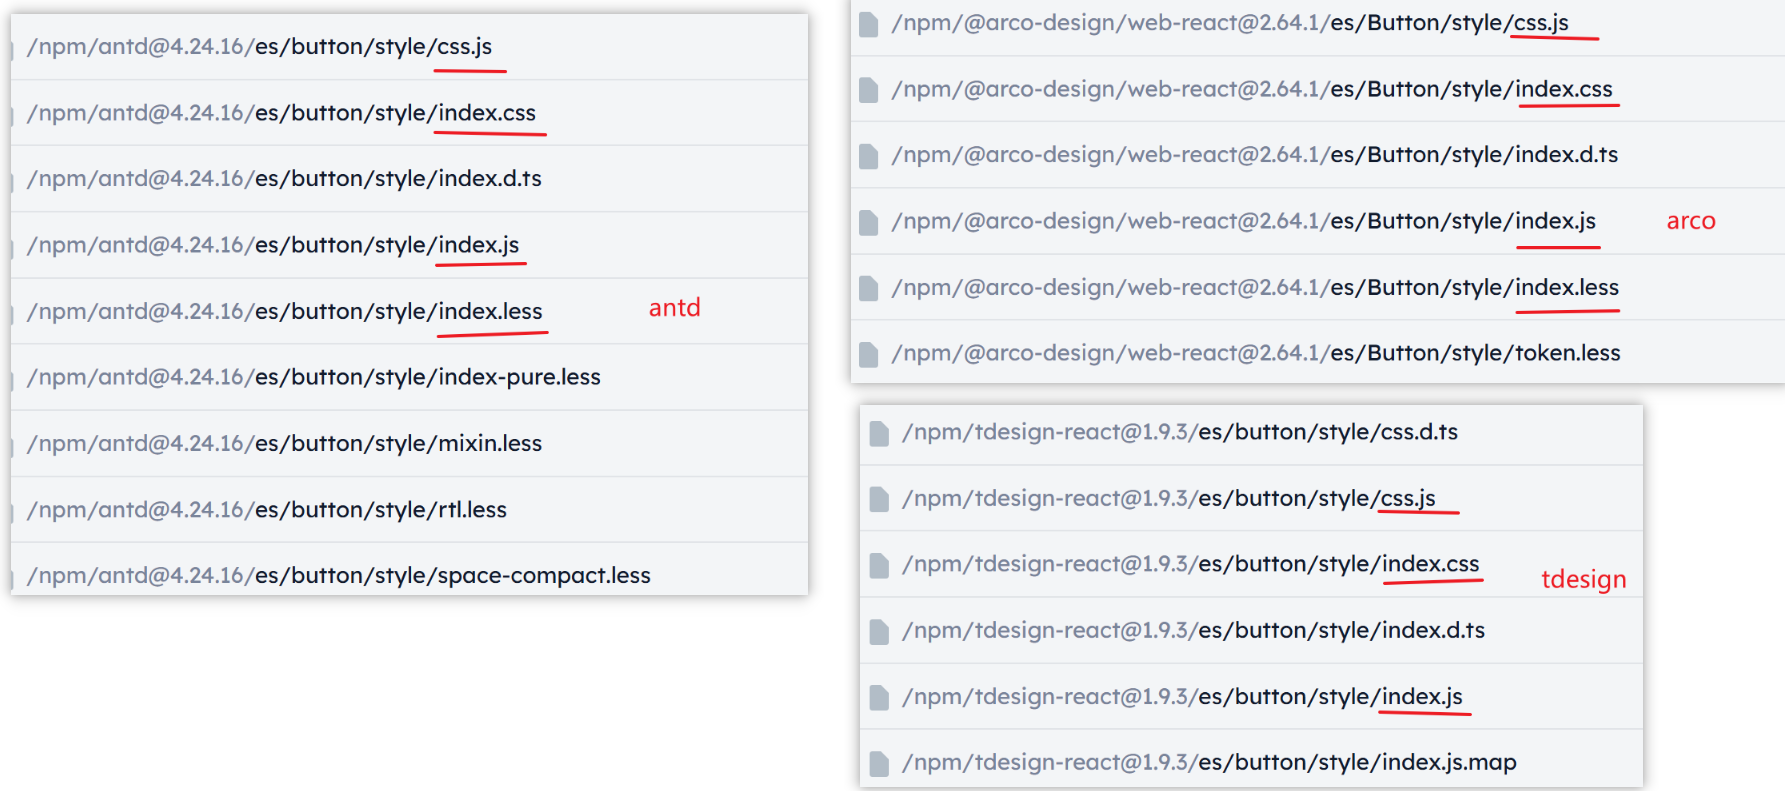 /npm/antd@4.24.16/es/button/style/css.js
/npm/antd@4.24.16/es/button/style/index.css
/npm/antd@4.24.16/es/button/style/index.d.ts
/npm/antd@4.24.16/es/button/style/index.js
/npm/antd@4.24.16/es/button/style/index.less
antd
/npm/antd@4.24.16/es/button/style/index-pure.less
/npm/antd@4.24.16/es/button/style/mixin.less
/npm/antd@4.24.16/es/button/style/rtl.less
/npm/antd@4.24.16/es/button/style/space-compact.less
/npm/@arco-design/web-react@2.64.1/es/Button/style/css.js
/npm/@arco-design/web-react@2.64.1/es/Button/style/index.css
/npm/@arco-design/web-react@2.64.1/es/Button/style/index.d.ts
/npm/@arco-design/web-react@2.64.1/es/Button/style/index.js
arco
/npm/@arco-design/web-react@2.64.1/es/Button/style/index.less
/npm/@arco-design/web-react@2.64.1/es/Button/style/token.less
/npm/tdesign-react@1.9.3/es/button/style/css.d.ts
/npm/tdesign-react@1.9.3/es/button/style/css.js
/npm/tdesign-react@1.9.3/es/button/style/index.css
tdesign
/npm/tdesign-react@1.9.3/es/button/style/index.d.ts
/npm/tdesign-react@1.9.3/es/button/style/index.js
/npm/tdesign-react@1.9.3/es/button/style/index.js.map